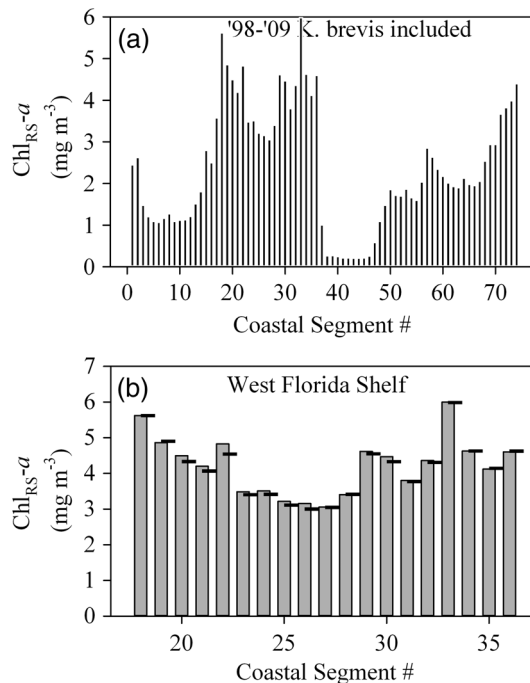 (a)
'98-'09 K. brevis included
6
5
4
3
2
1
0
Chl_RS-a
(mg m⁻³)
0 10 20 30 40 50 60 70
Coastal Segment #
(b)
West Florida Shelf
7
6
5
4
3
2
1
0
Chl_RS-a
(mg m⁻³)
20 25 30 35
Coastal Segment #